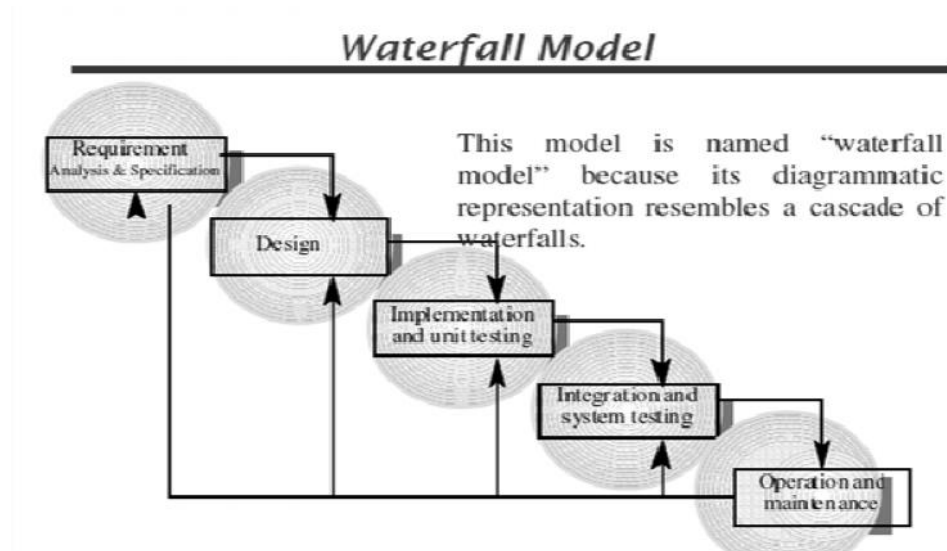 Waterfall Model
Requirement
Analysis & Specification
This model is named “waterfall
model” because its diagrammatic
representation resembles a cascade of
waterfalls.
Design
Implementation
and unit testing
Integration and
system testing
Operation and
maintenance